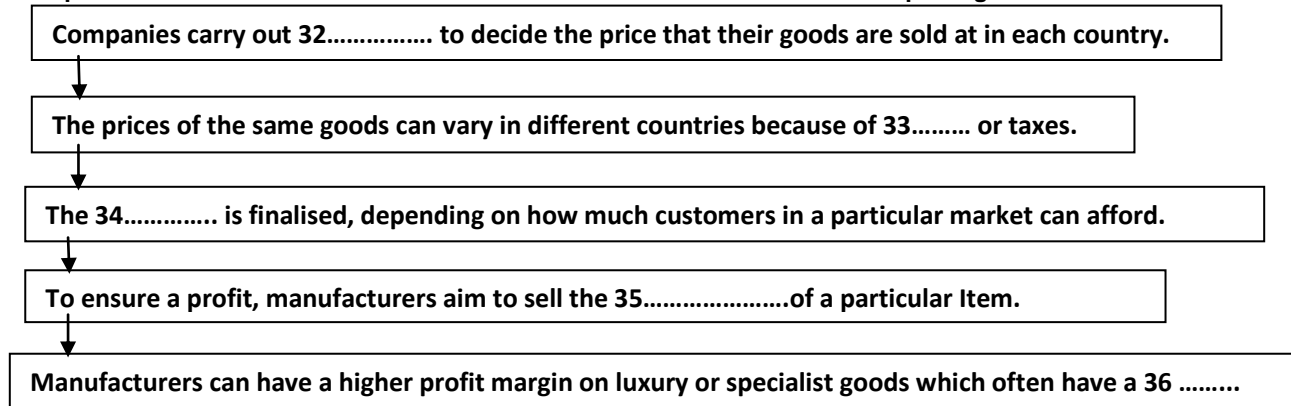 Companies carry out 32................ to decide the price that their goods are sold at in each country.
The prices of the same goods can vary in different countries because of 33......... or taxes.
The 34.............. is finalised, depending on how much customers in a particular market can afford.
To ensure a profit, manufacturers aim to sell the 35......................of a particular Item.
Manufacturers can have a higher profit margin on luxury or specialist goods which often have a 36 .........